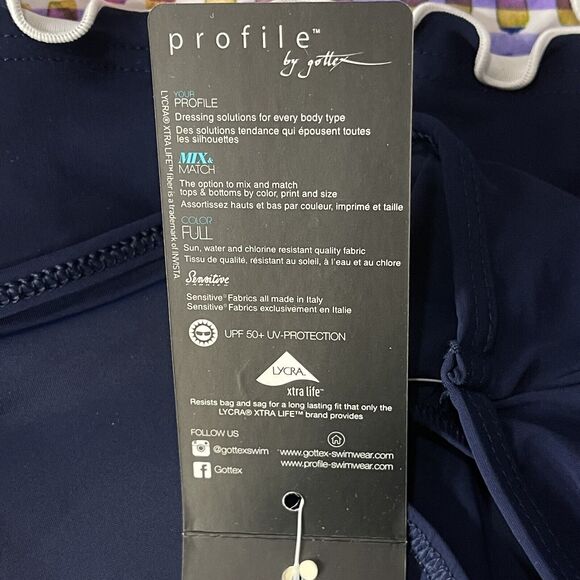 profile™
by gottex
YOUR
PROFILE
Dressing solutions for every body type
Des solutions tendance qui épousent toutes
les silhouettes
MIX &
MATCH
The option to mix and match
tops & bottoms by color, print and size
Assortissez hauts et bas par couleur, imprimé et taille
COLOR
FULL
Sun, water and chlorine resistant quality fabric
Tissu de qualité, résistant au soleil, à l'eau et au chlore
Sensitive
FABRICS
Sensitive® Fabrics all made in Italy
Sensitive® Fabrics exclusivement en Italie
UPF 50+ UV-PROTECTION
LYCRA
xtra life™
Resists bag and sag for a long lasting fit that only the
LYCRA® XTRA LIFE™ brand provides
FOLLOW US
@gottexswim
Gottex
www.gottex-swimwear.com
www.profile-swimwear.com
LYCRA® XTRA LIFE™ fiber is a trademark of INVISTA